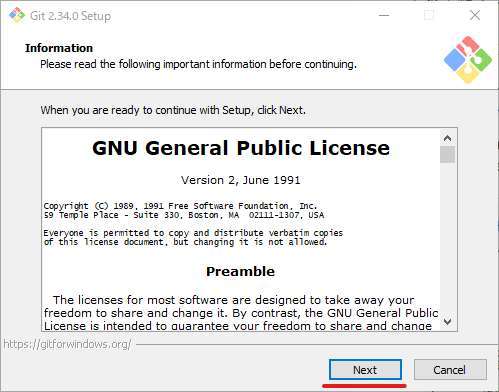 Git 2.34.0 Setup
Information
Please read the following important information before continuing.
When you are ready to continue with Setup, click Next.
GNU General Public License
Version 2, June 1991
Copyright (C) 1989, 1991 Free Software Foundation, Inc.
59 Temple Place - Suite 330, Boston, MA  02111-1307, USA
Everyone is permitted to copy and distribute verbatim copies
of this license document, but changing it is not allowed.
Preamble
The licenses for most software are designed to take away your
freedom to share and change it. By contrast, the GNU General Public
License is intended to guarantee your freedom to share and change
https://gitforwindows.org/
Next
Cancel